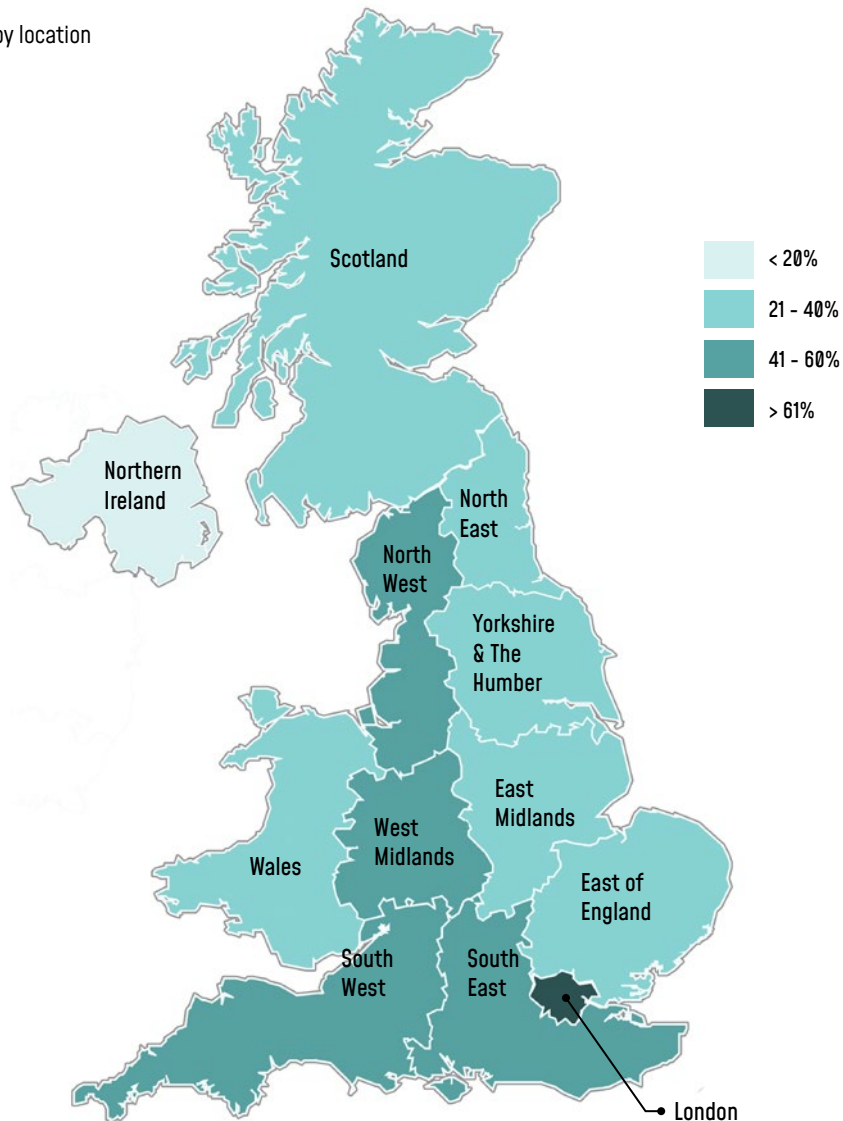 by location
Scotland
< 20%
21 - 40%
41 - 60%
> 61%
Northern
Ireland
North
East
North
West
Yorkshire
& The
Humber
East
Midlands
West
Midlands
Wales
East of
England
South
West
South
East
London